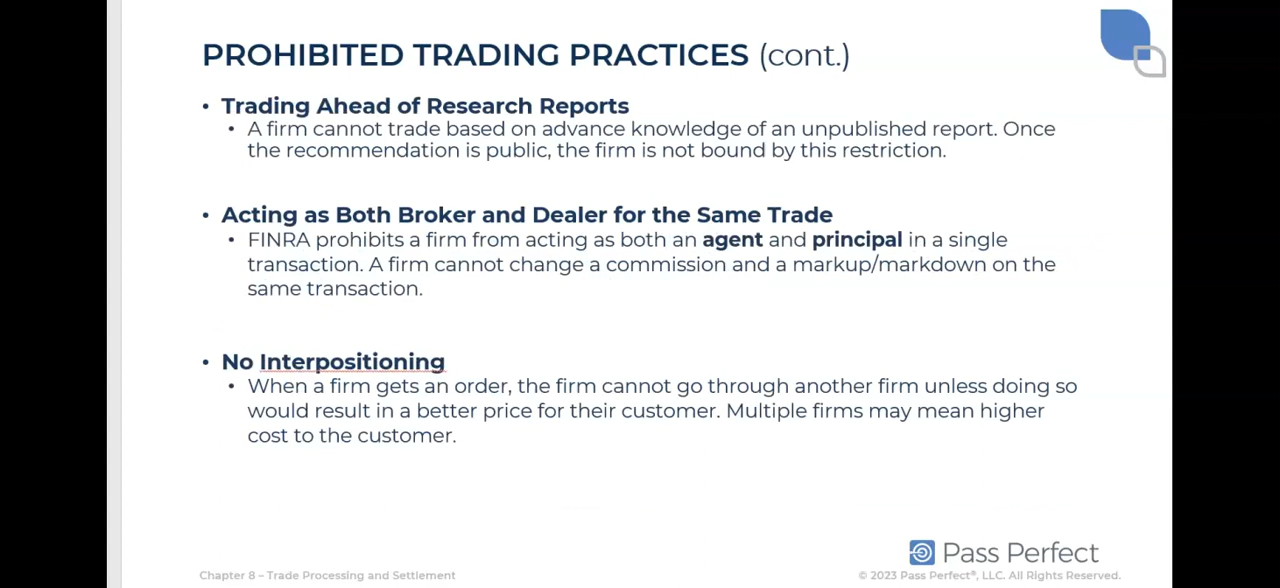 PROHIBITED TRADING PRACTICES (cont.)
• Trading Ahead of Research Reports
• A firm cannot trade based on advance knowledge of an unpublished report. Once
the recommendation is public, the firm is not bound by this restriction.
• Acting as Both Broker and Dealer for the Same Trade
• FINRA prohibits a firm from acting as both an agent and principal in a single
transaction. A firm cannot change a commission and a markup/markdown on the
same transaction.
• No Interpositioning
• When a firm gets an order, the firm cannot go through another firm unless doing so
would result in a better price for their customer. Multiple firms may mean higher
cost to the customer.
Pass Perfect
Chapter 8 – Trade Processing and Settlement
© 2023 Pass Perfect®, LLC. All Rights Reserved.